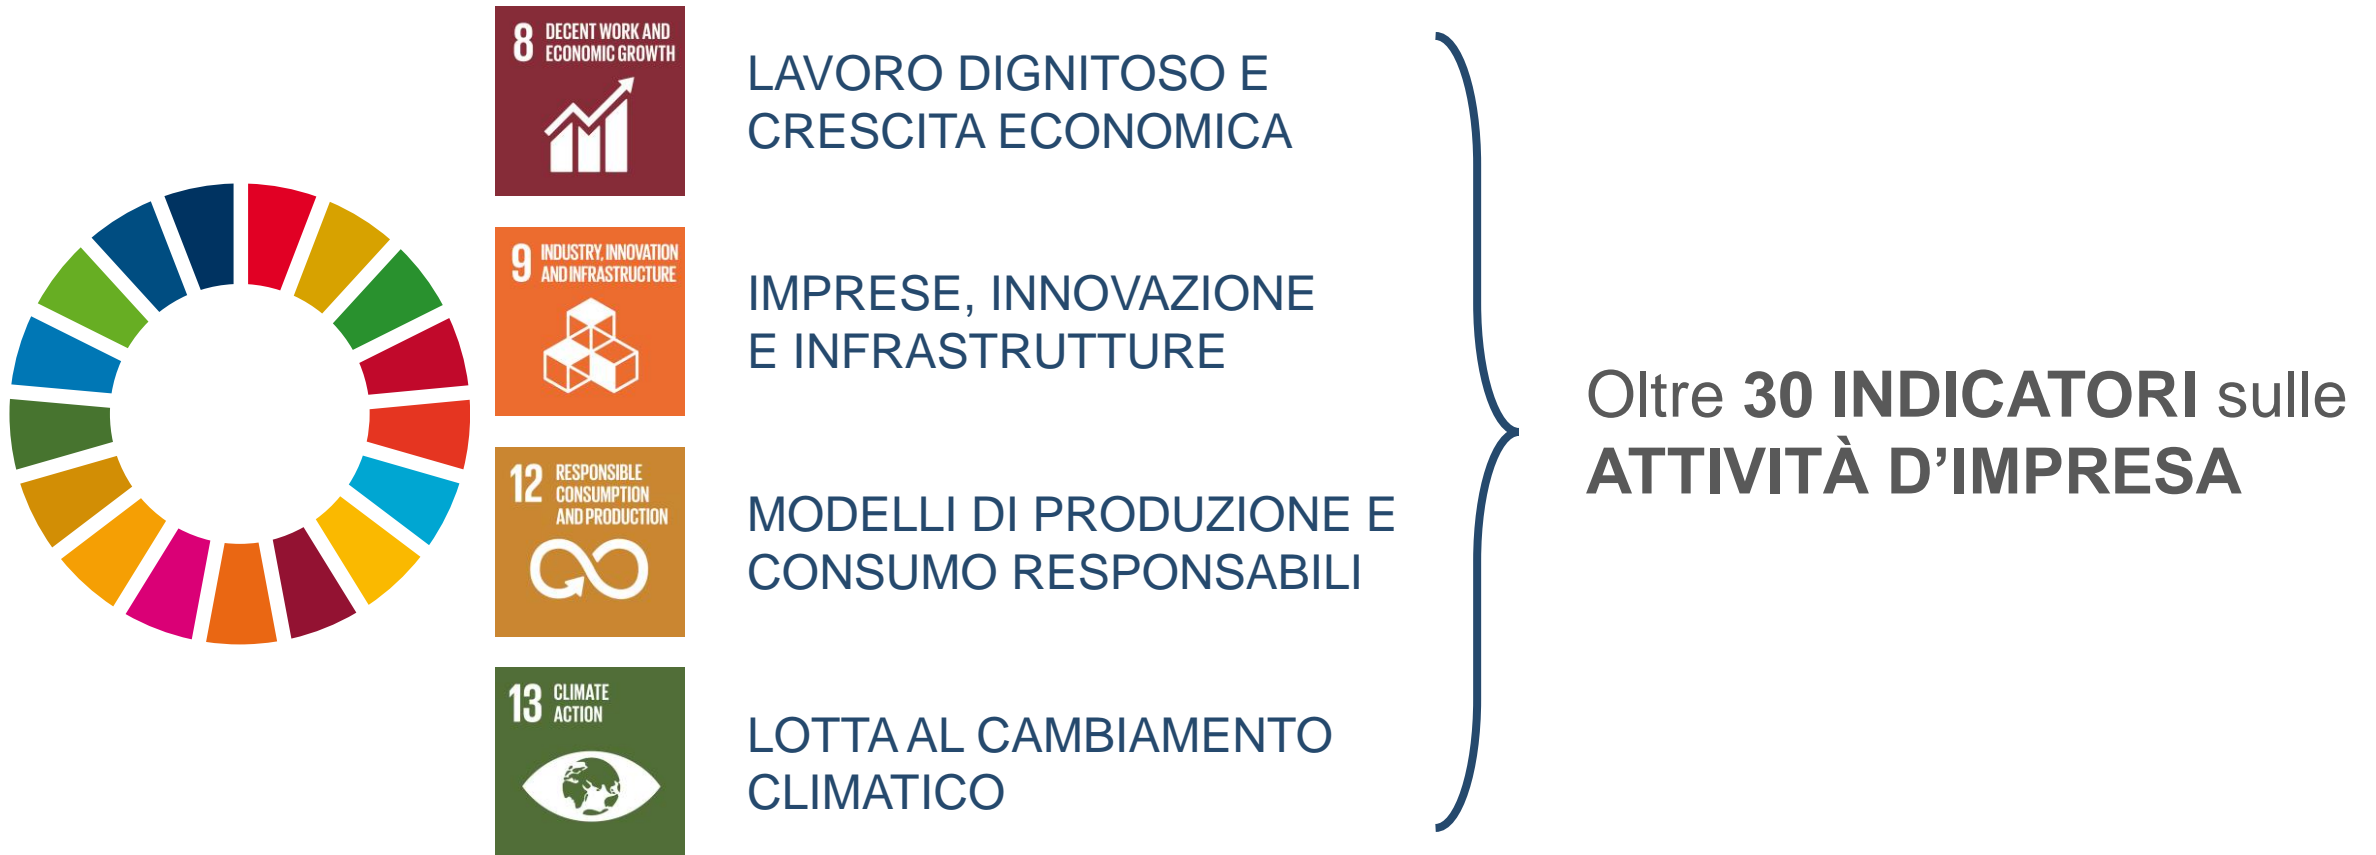 8 DECENT WORK AND
ECONOMIC GROWTH
LAVORO DIGNITOSO E
CRESCITA ECONOMICA
9 INDUSTRY, INNOVATION
AND INFRASTRUCTURE
IMPRESE, INNOVAZIONE
E INFRASTRUTTURE
12 RESPONSIBLE
CONSUMPTION
AND PRODUCTION
MODELLI DI PRODUZIONE E
CONSUMO RESPONSABILI
13 CLIMATE
ACTION
LOTTA AL CAMBIAMENTO
CLIMATICO
Oltre 30 INDICATORI sulle
ATTIVITÀ D’IMPRESA